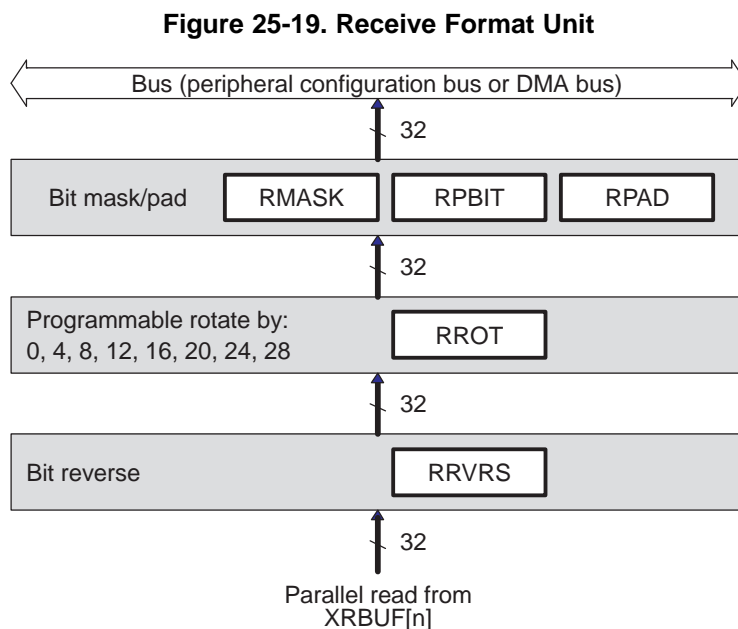 Figure 25-19. Receive Format Unit
Bus (peripheral configuration bus or DMA bus)
32
Bit mask/pad RMASK RPBIT RPAD
32
Programmable rotate by:
0, 4, 8, 12, 16, 20, 24, 28
RROT
32
Bit reverse RRVRS
32
Parallel read from
XRBUF[n]